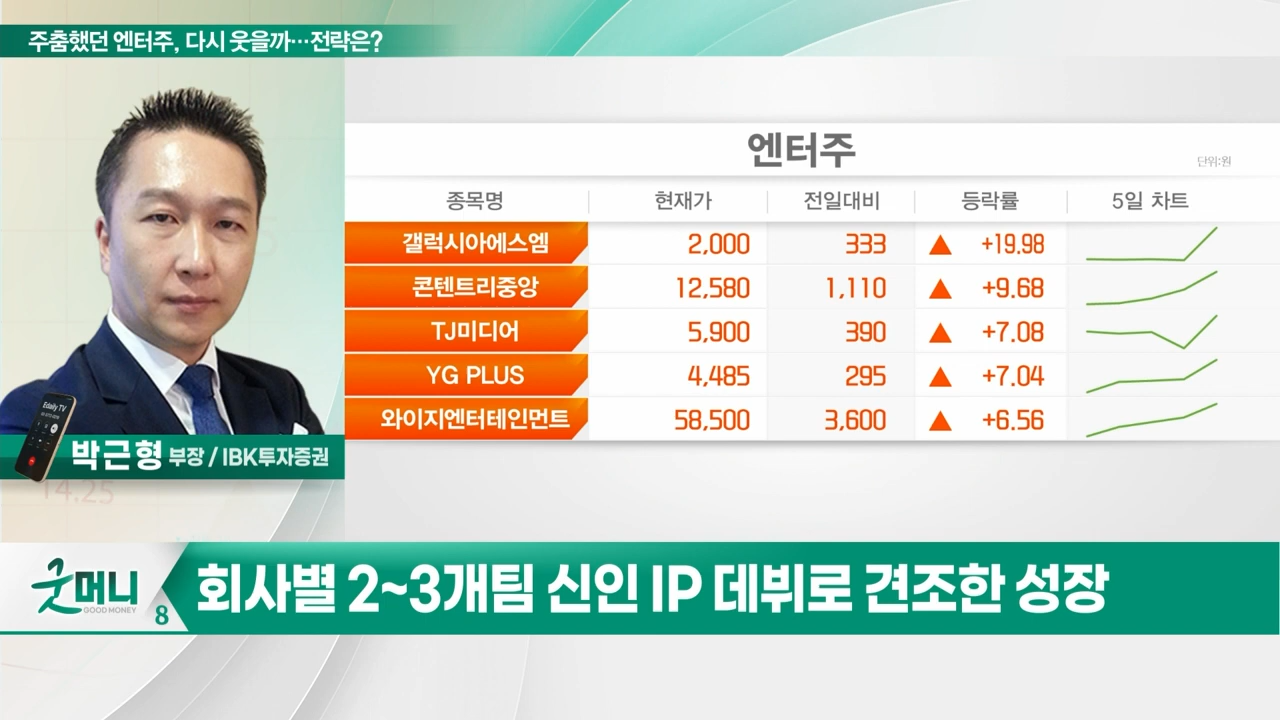 주춤했던 엔터주, 다시 웃을까…전략은?
엔터주
단위:원
종목명 현재가 전일대비 등락률 5일 차트
갤럭시아에스엠 2,000 333 ▲ +19.98
콘텐트리중앙 12,580 1,110 ▲ +9.68
TJ미디어 5,900 390 ▲ +7.08
YG PLUS 4,485 295 ▲ +7.04
와이지엔터테인먼트 58,500 3,600 ▲ +6.56
Edaily TV
박근형 부장 / IBK투자증권
14.25
굿머니
GOOD MONEY
8
회사별 2~3개팀 신인 IP 데뷔로 견조한 성장